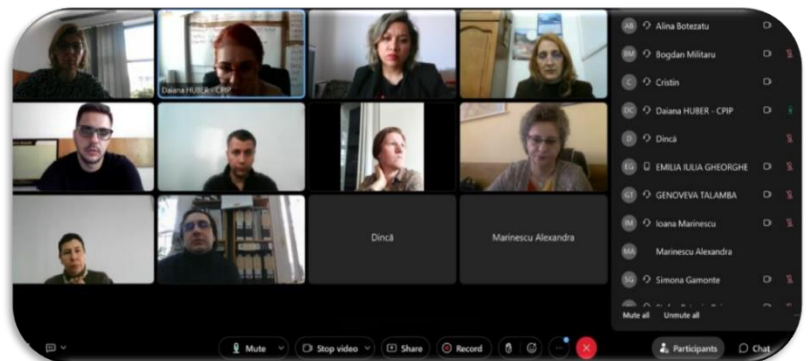 Daiana HUBER - CPIP
Dincă
Marinescu Alexandra
AB Alina Botezatu
BM Bogdan Militaru
C Cristin
DC Daiana HUBER - CPIP
D Dincă
EG EMILIA IULIA GHEORGHE
GT GENOVEVA TALAMBA
IM Ioana Marinescu
MA Marinescu Alexandra
SG Simona Gamonte
Mute all Unmute all
Mute Stop video Share Record Participants Chat